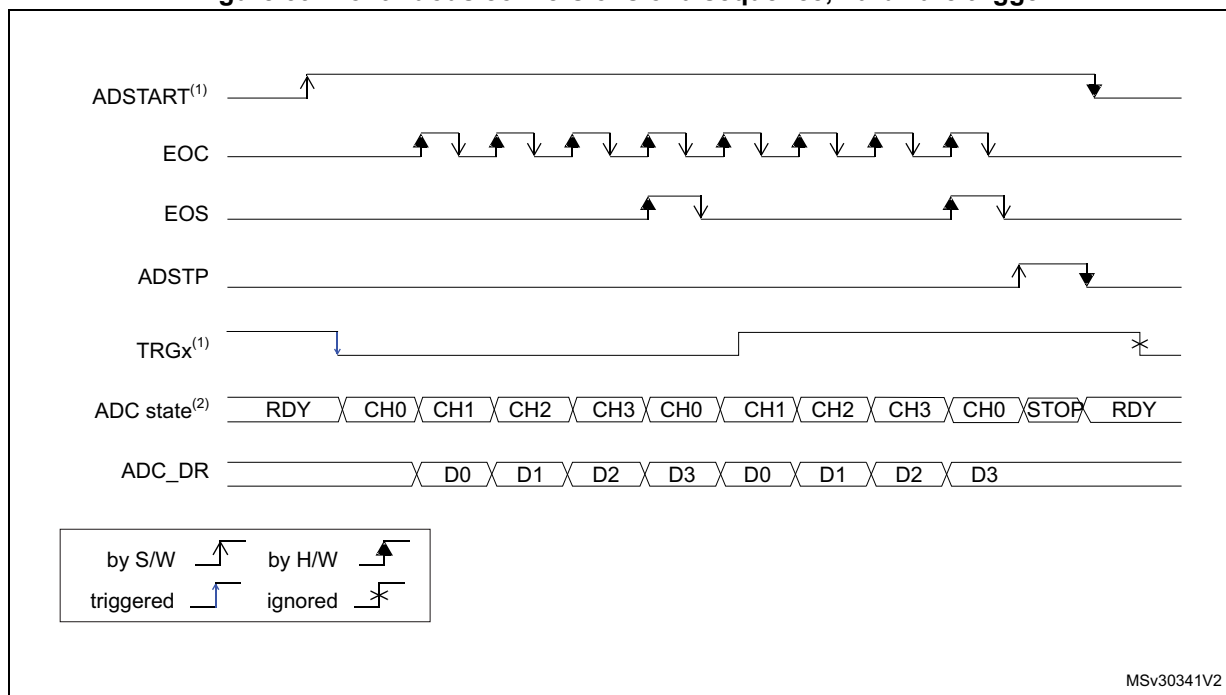 ADSTART(1)
EOC
EOS
ADSTP
TRGx(1)
ADC state(2) RDY CH0 CH1 CH2 CH3 CH0 CH1 CH2 CH3 CH0 STOP RDY
ADC_DR D0 D1 D2 D3 D0 D1 D2 D3
by S/W by H/W
triggered ignored
MSv30341V2